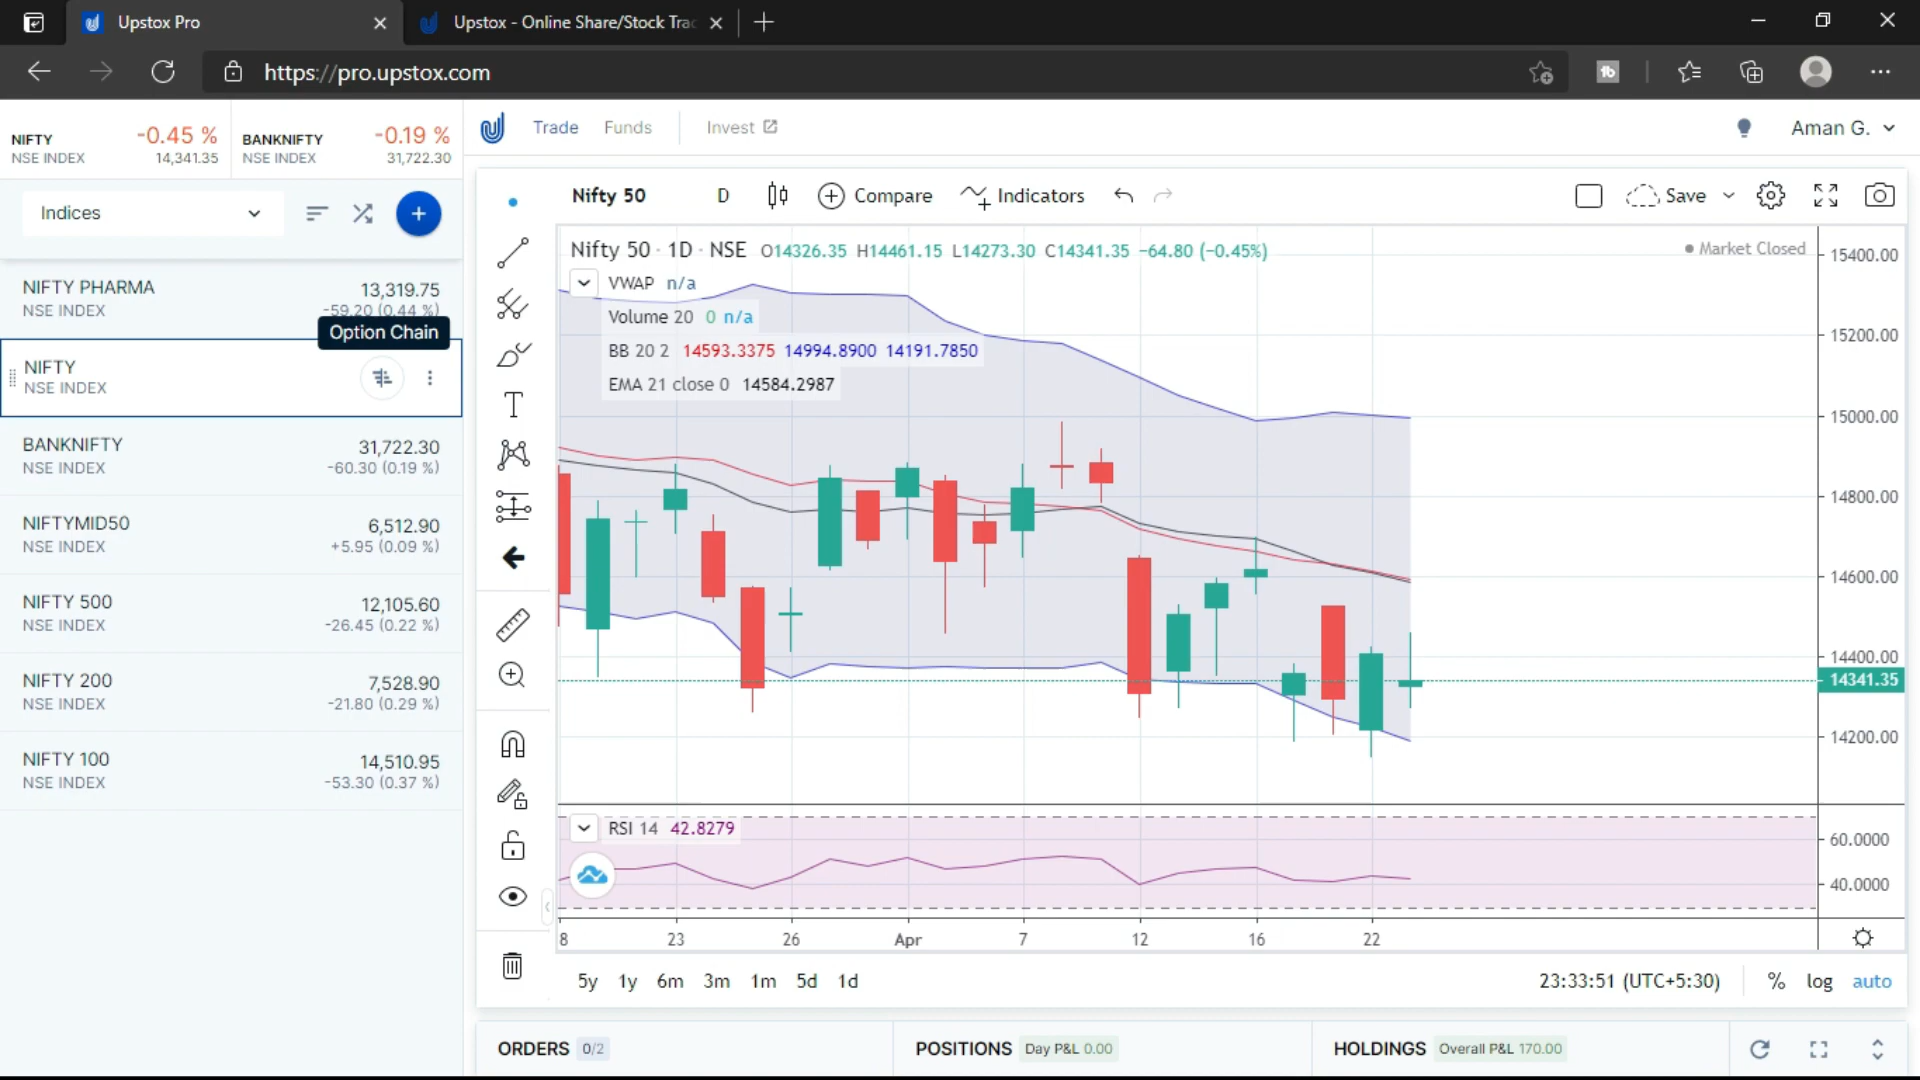 Upstox Pro
Upstox - Online Share/Stock Trac
https://pro.upstox.com
NIFTY -0.45 %
NSE INDEX 14,341.35
BANKNIFTY -0.19 %
NSE INDEX 31,722.30
Trade Funds Invest
Aman G.
Indices
Nifty 50 D Compare Indicators Save
Nifty 50 · 1D · NSE O14326.35 H14461.15 L14273.30 C14341.35 −64.80 (−0.45%)
Market Closed
VWAP n/a
Volume 20 0 n/a
BB 20 2 14593.3375 14994.8900 14191.7850
EMA 21 close 0 14584.2987
NIFTY PHARMA 13,319.75
NSE INDEX -59.20 (0.44 %)
Option Chain
NIFTY
NSE INDEX
BANKNIFTY 31,722.30
NSE INDEX -60.30 (0.19 %)
NIFTYMID50 6,512.90
NSE INDEX +5.95 (0.09 %)
NIFTY 500 12,105.60
NSE INDEX -26.45 (0.22 %)
NIFTY 200 7,528.90
NSE INDEX -21.80 (0.29 %)
NIFTY 100 14,510.95
NSE INDEX -53.30 (0.37 %)
15400.00
15200.00
15000.00
14800.00
14600.00
14400.00
14341.35
14200.00
RSI 14 42.8279
60.0000
40.0000
8 23 26 Apr 7 12 16 22
5y 1y 6m 3m 1m 5d 1d
23:33:51 (UTC+5:30) % log auto
ORDERS 0/2
POSITIONS Day P&L 0.00
HOLDINGS Overall P&L 170.00